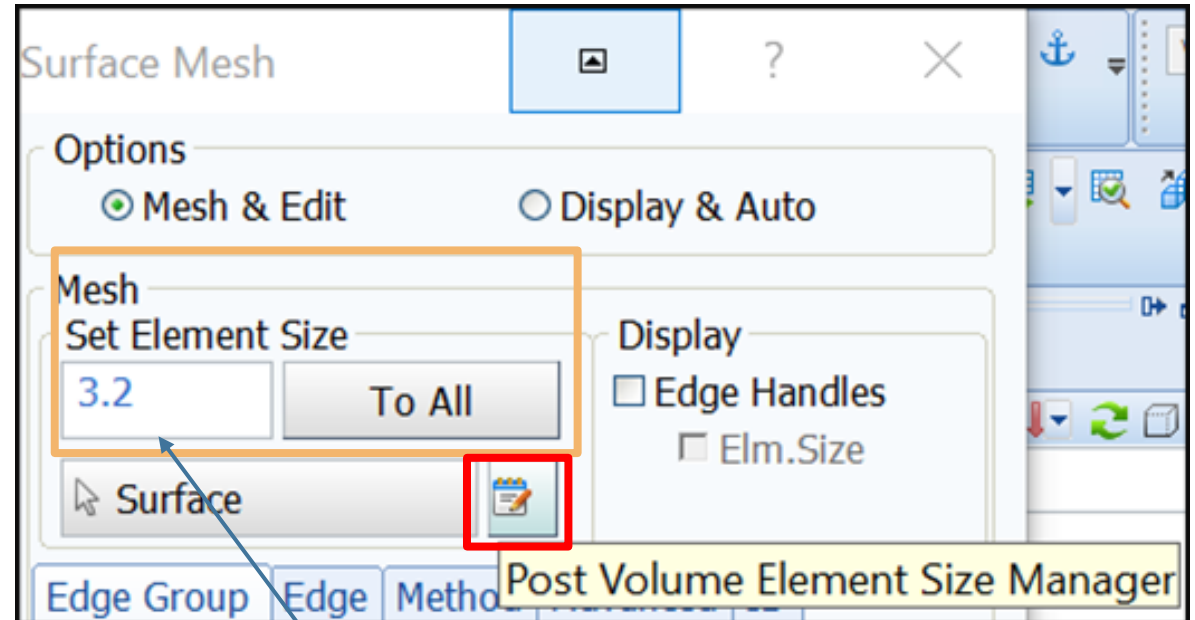 Surface Mesh ?
Options
Mesh & Edit Display & Auto
Mesh
Set Element Size Display
3.2 To All Edge Handles
Elm.Size
Surface
Post Volume Element Size Manager
Edge Group Edge